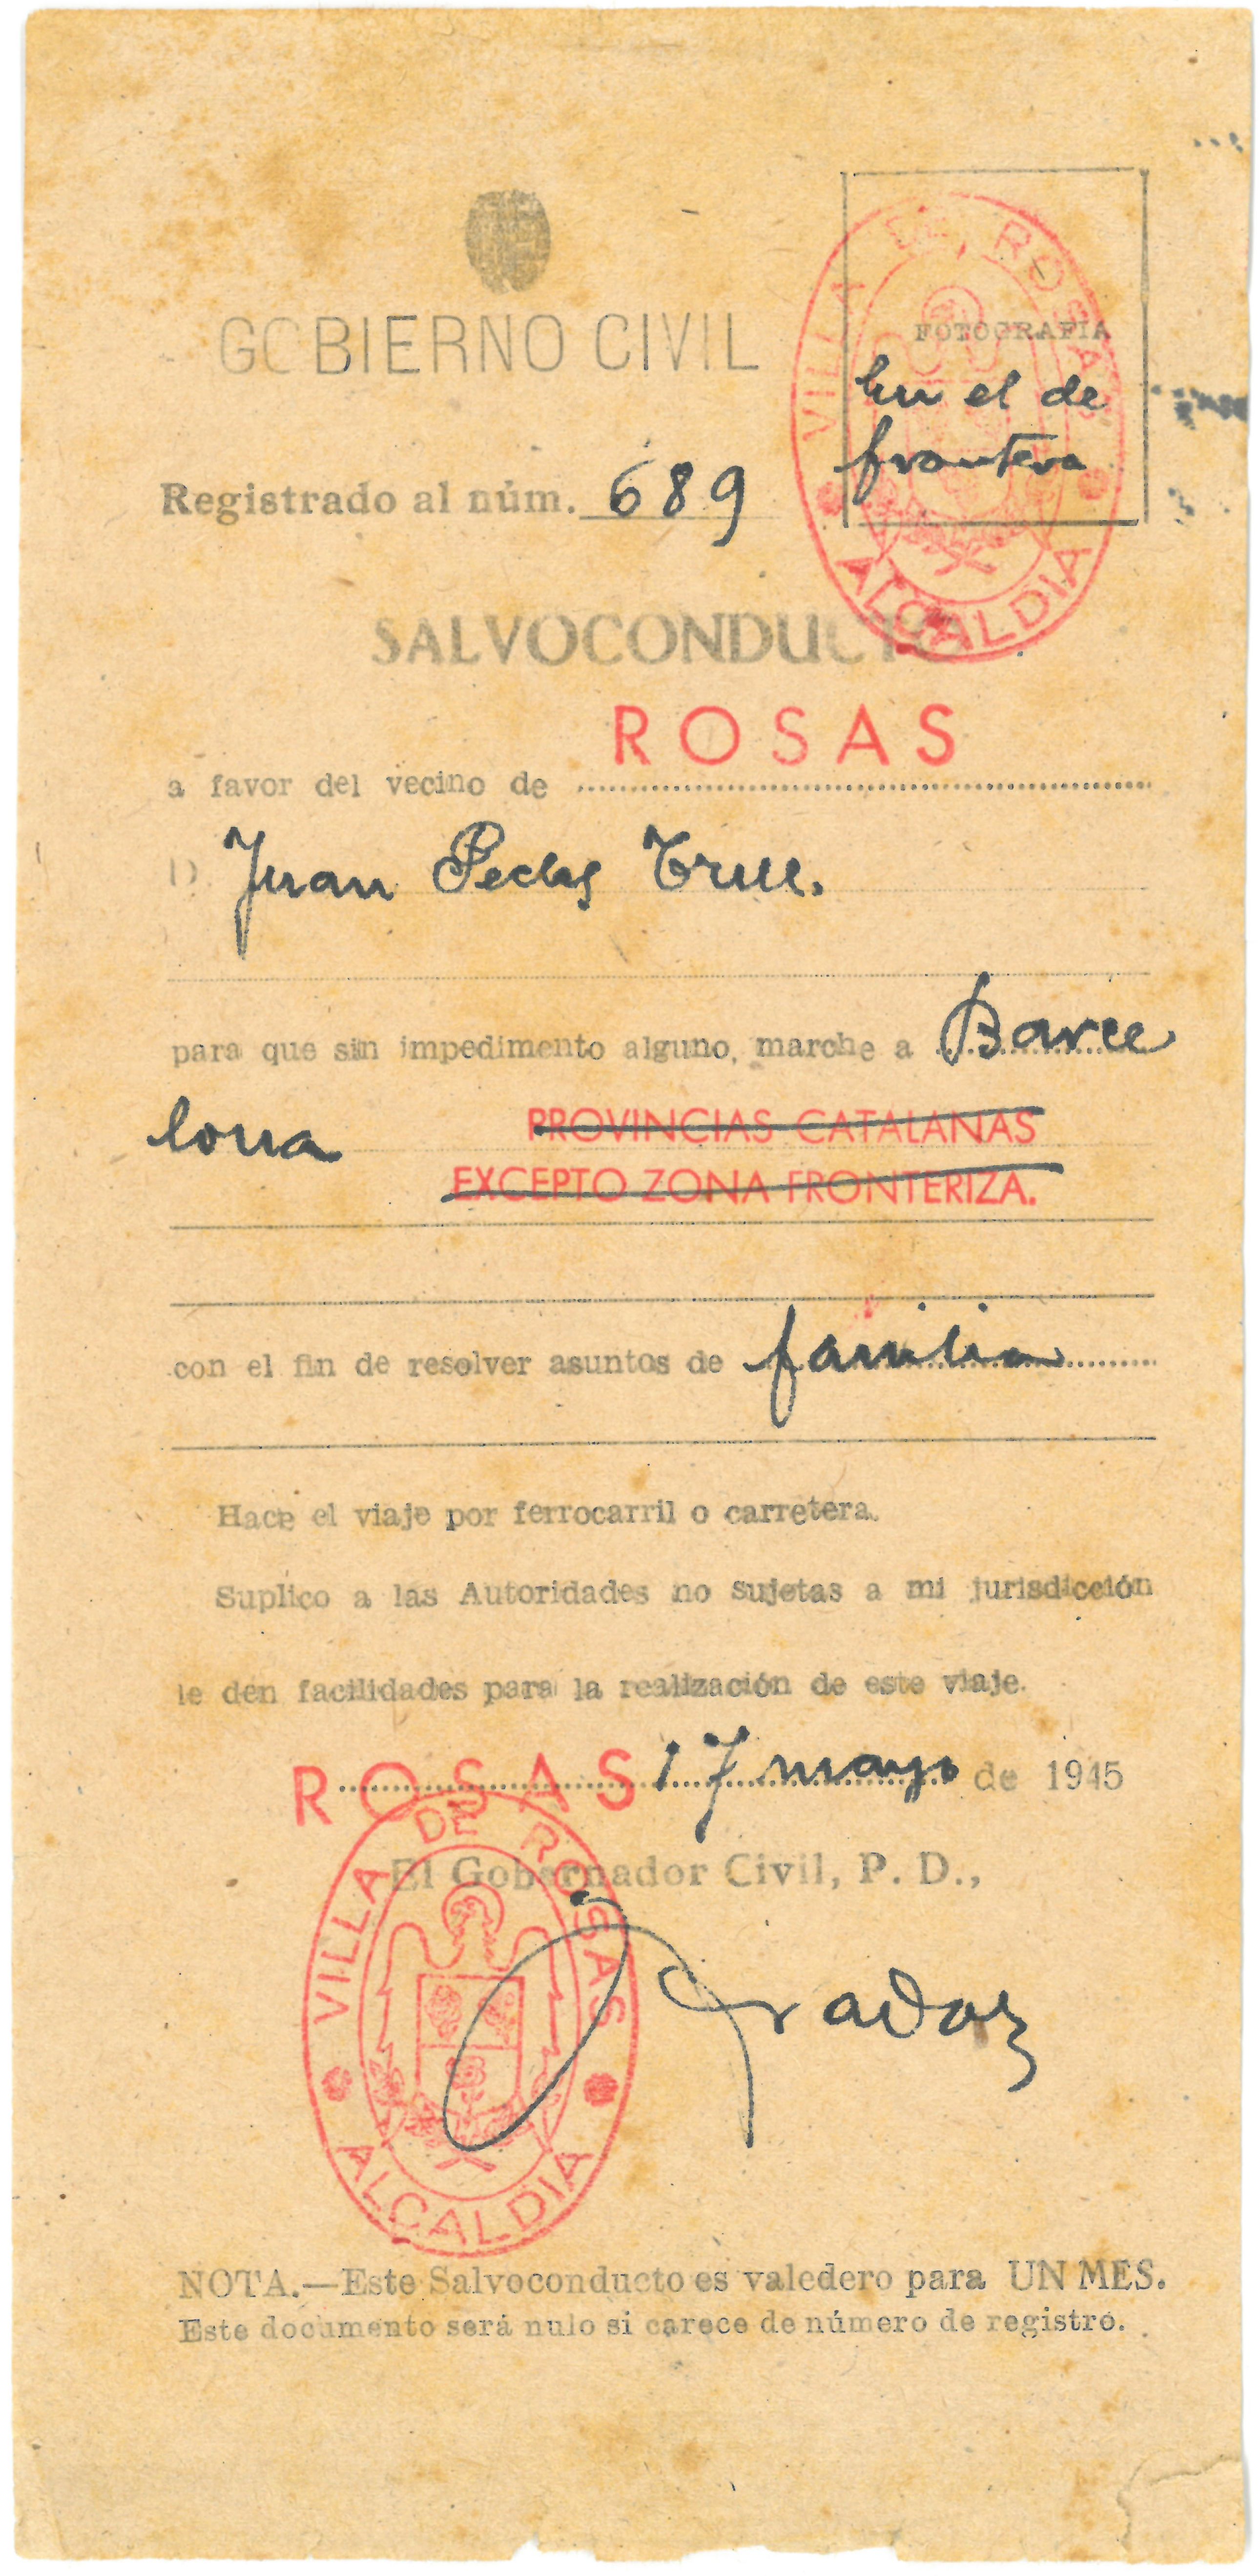 GOBIERNO CIVIL
VILLA DE ROSAS
ALCALDIA
FOTOGRAFIA
En el de
frontera
Registrado al núm. 689
SALVOCONDUCTO
ROSAS
a favor del vecino de
D. Juan
para que sin impedimento alguno, marche a Barce
lona PROVINCIAS CATALANAS
EXCEPTO ZONA FRONTERIZA.
con el fin de resolver asuntos de familia
Hace el viaje por ferrocarril o carretera.
Suplico a las Autoridades no sujetas a mi jurisdicción
le den facilidades para la realización de este viaje.
ROSAS 17 mayo de 1945
El Gobernador Civil, P. D.,
VILLA DE ROSAS
ALCALDIA
NOTA.—Este Salvoconducto es valedero para UN MES.
Este documento será nulo si carece de número de registro.